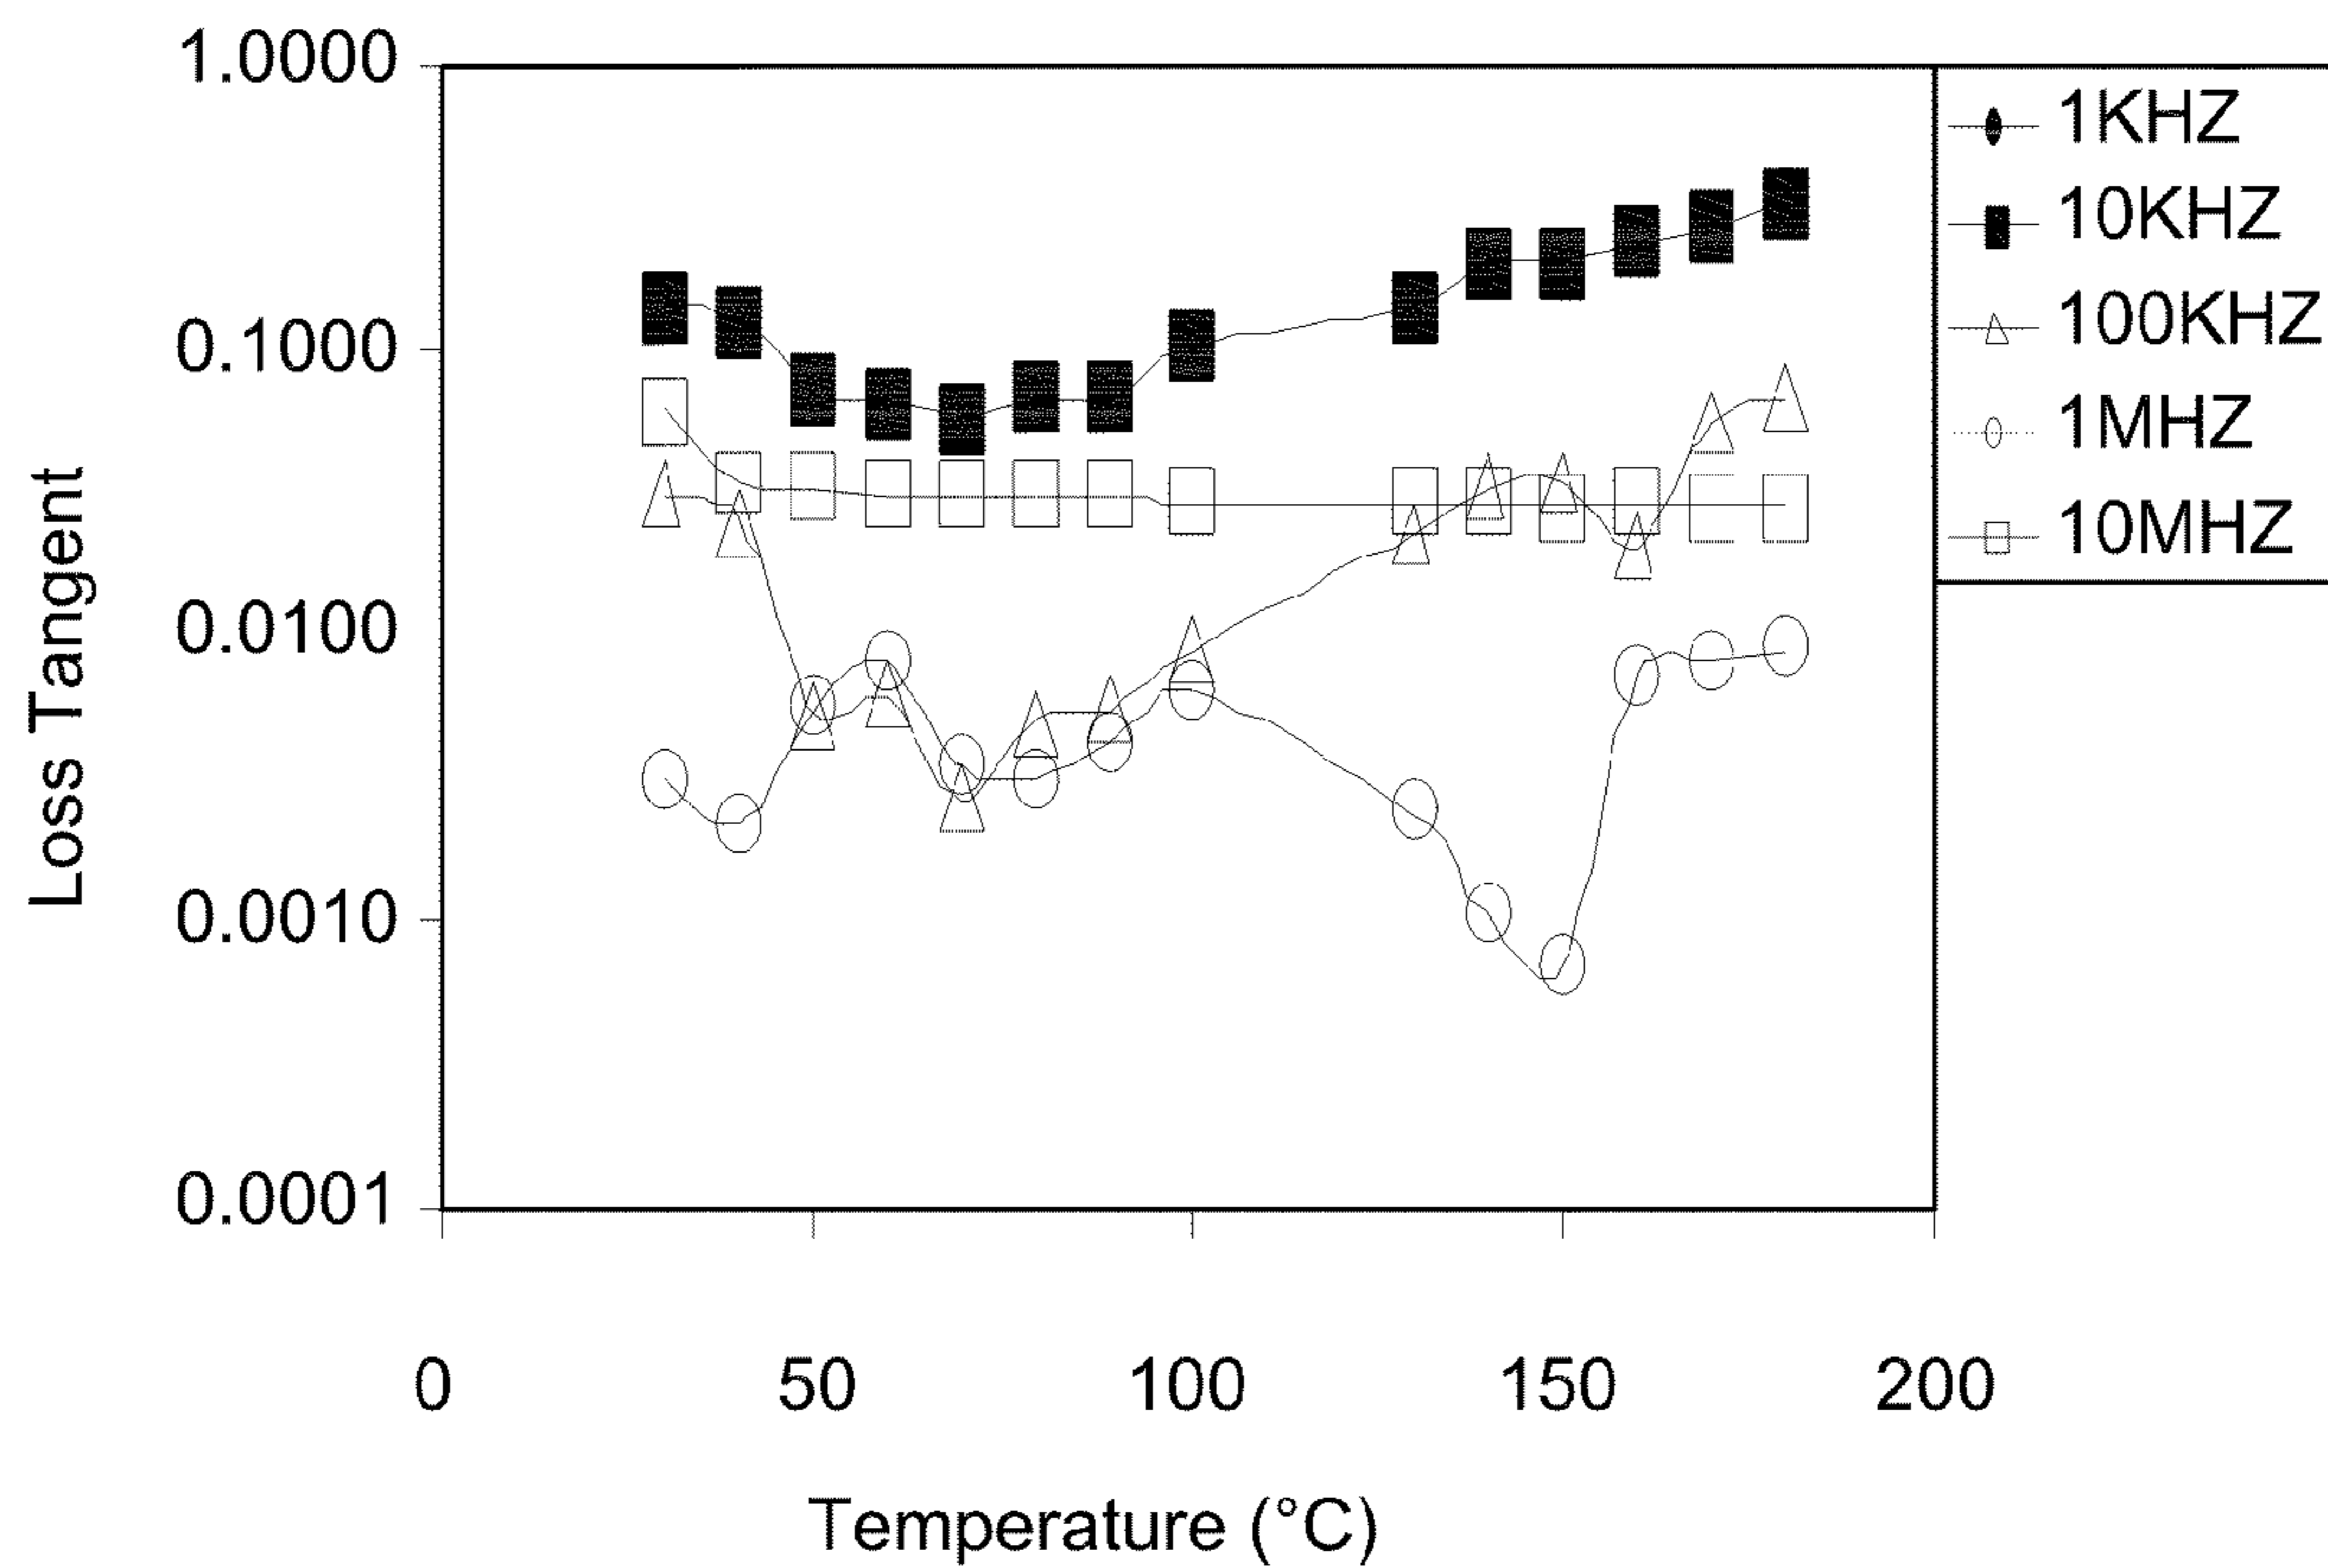 1.0000
0.1000
0.0100
0.0010
0.0001
Loss Tangent
0 50 100 150 200
Temperature (°C)
1KHZ
10KHZ
100KHZ
1MHZ
10MHZ